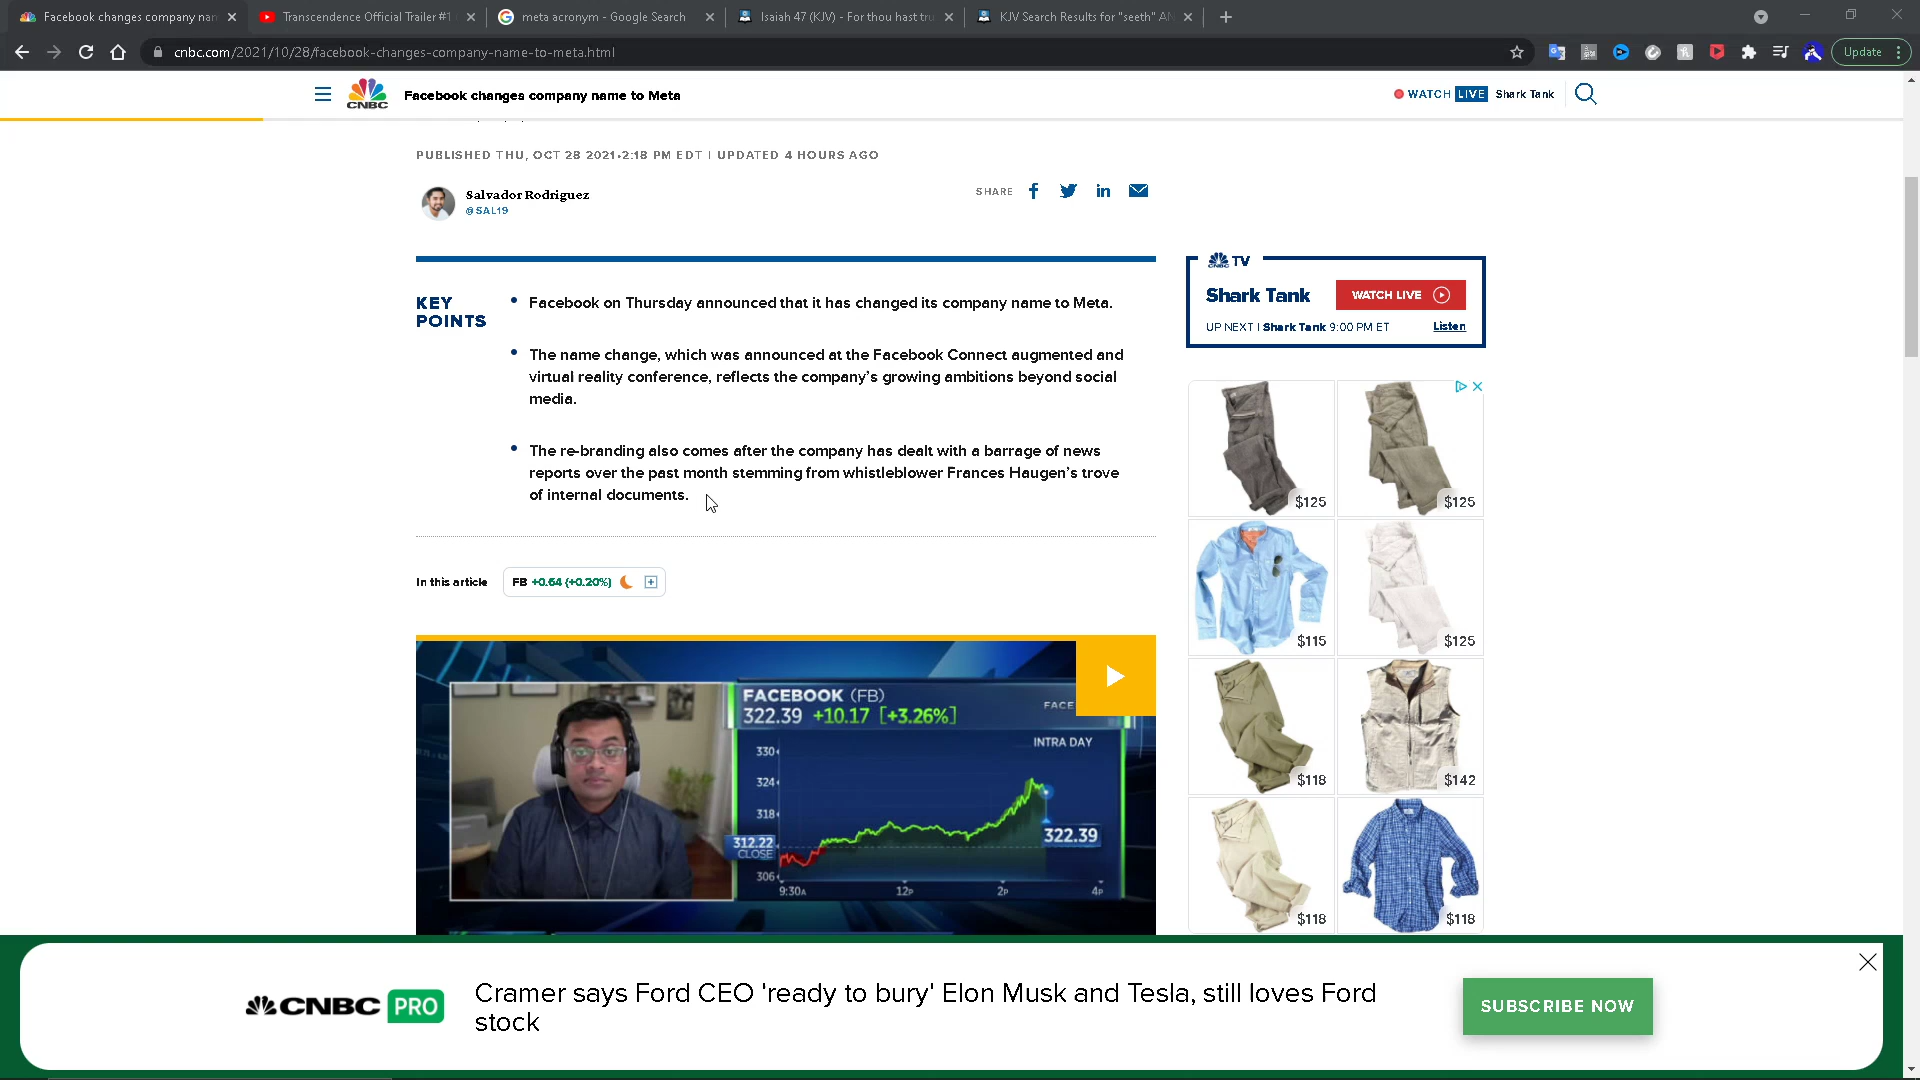 Facebook changes company nam
Transcendence Official Trailer #1
meta acronym - Google Search
Isaiah 47 (KJV) - For thou hast tru
KJV Search Results for "seeth" AN
cnbc.com/2021/10/28/facebook-changes-company-name-to-meta.html
Update
CNBC
Facebook changes company name to Meta
WATCH LIVE Shark Tank
PUBLISHED THU, OCT 28 2021•2:18 PM EDT | UPDATED 4 HOURS AGO
Salvador Rodriguez
@SAL19
SHARE
KEY
POINTS
Facebook on Thursday announced that it has changed its company name to Meta.
The name change, which was announced at the Facebook Connect augmented and
virtual reality conference, reflects the company's growing ambitions beyond social
media.
The re-branding also comes after the company has dealt with a barrage of news
reports over the past month stemming from whistleblower Frances Haugen's trove
of internal documents.
In this article
FB +0.64 (+0.20%)
CNBC TV
Shark Tank
WATCH LIVE
UP NEXT | Shark Tank 9:00 PM ET
Listen
$125
$125
$115
$125
$118
$142
$118
$118
FACEBOOK (FB)
322.39 +10.17 [+3.26%]
FACE
INTRA DAY
330
324
318
312.22
CLOSE
306
322.39
9:30A
12P
2P
4P
CNBC PRO
Cramer says Ford CEO 'ready to bury' Elon Musk and Tesla, still loves Ford
stock
SUBSCRIBE NOW